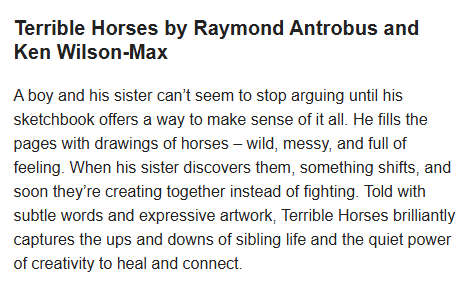 Terrible Horses by Raymond Antrobus and
Ken Wilson-Max
A boy and his sister can’t seem to stop arguing until his
sketchbook offers a way to make sense of it all. He fills the
pages with drawings of horses – wild, messy, and full of
feeling. When his sister discovers them, something shifts, and
soon they’re creating together instead of fighting. Told with
subtle words and expressive artwork, Terrible Horses brilliantly
captures the ups and downs of sibling life and the quiet power
of creativity to heal and connect.